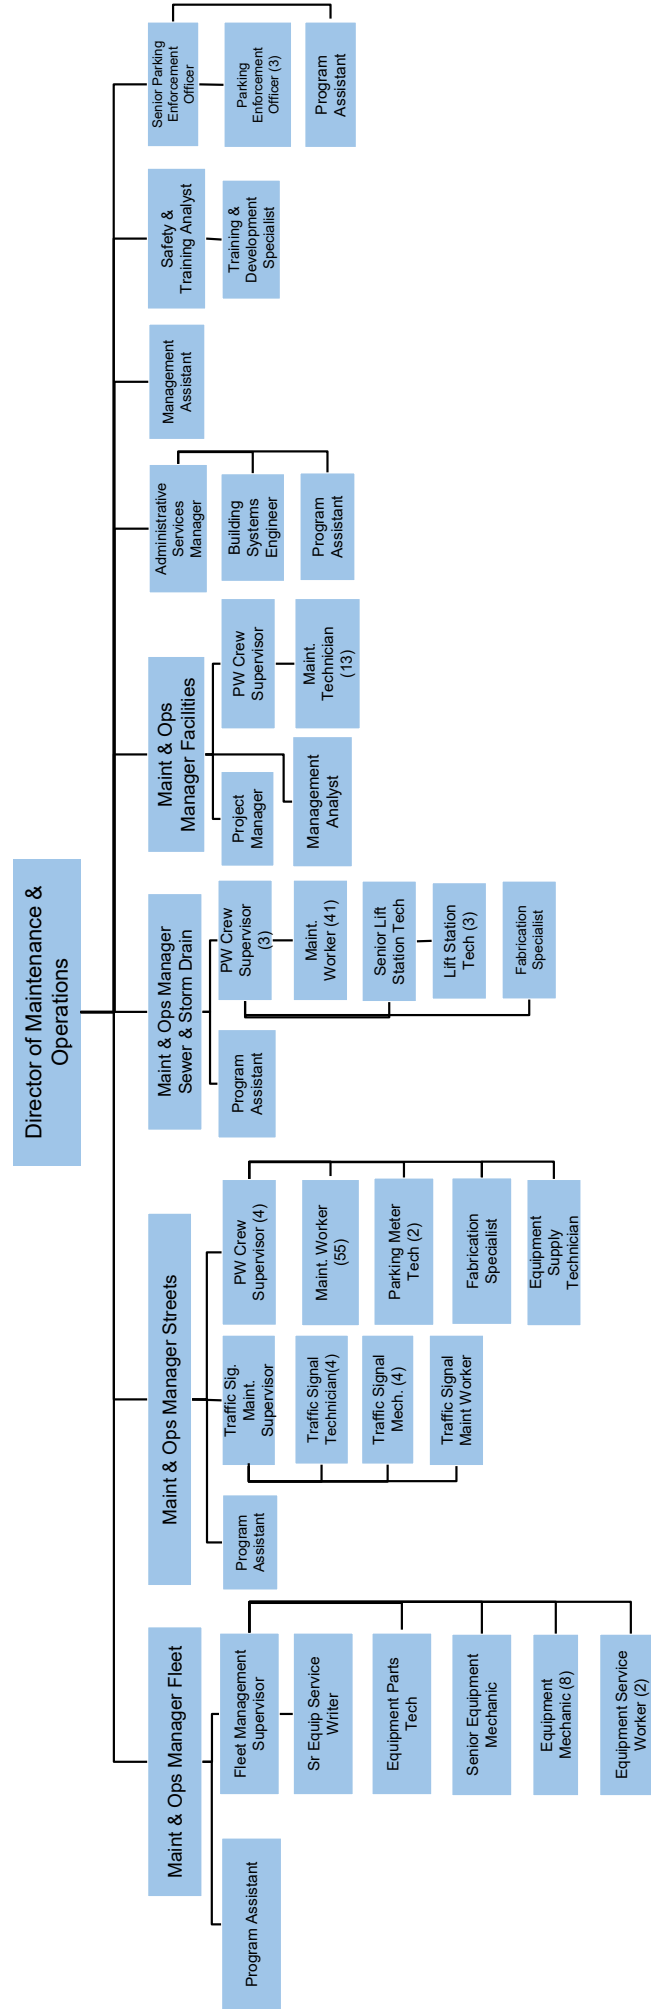 Director of Maintenance &
Operations
Maint & Ops Manager Fleet
Program Assistant
Fleet Management
Supervisor
Sr Equip Service
Writer
Equipment Parts
Tech
Senior Equipment
Mechanic
Equipment
Mechanic (8)
Equipment Service
Worker (2)
Maint & Ops Manager Streets
Program
Assistant
Traffic Sig.
Maint.
Supervisor
Traffic Signal
Technician(4)
Traffic Signal
Mech. (4)
Traffic Signal
Maint Worker
PW Crew
Supervisor (4)
Maint. Worker
(55)
Parking Meter
Tech (2)
Fabrication
Specialist
Equipment
Supply
Technician
Maint & Ops Manager
Sewer & Storm Drain
Program
Assistant
PW Crew
Supervisor
(3)
Maint.
Worker (41)
Senior Lift
Station Tech
Lift Station
Tech (3)
Fabrication
Specialist
Maint & Ops
Manager Facilities
Project
Manager
Management
Analyst
PW Crew
Supervisor
Maint.
Technician
(13)
Administrative
Services
Manager
Building
Systems
Engineer
Program
Assistant
Management
Assistant
Safety &
Training Analyst
Training &
Development
Specialist
Senior Parking
Enforcement
Officer
Parking
Enforcement
Officer (3)
Program
Assistant